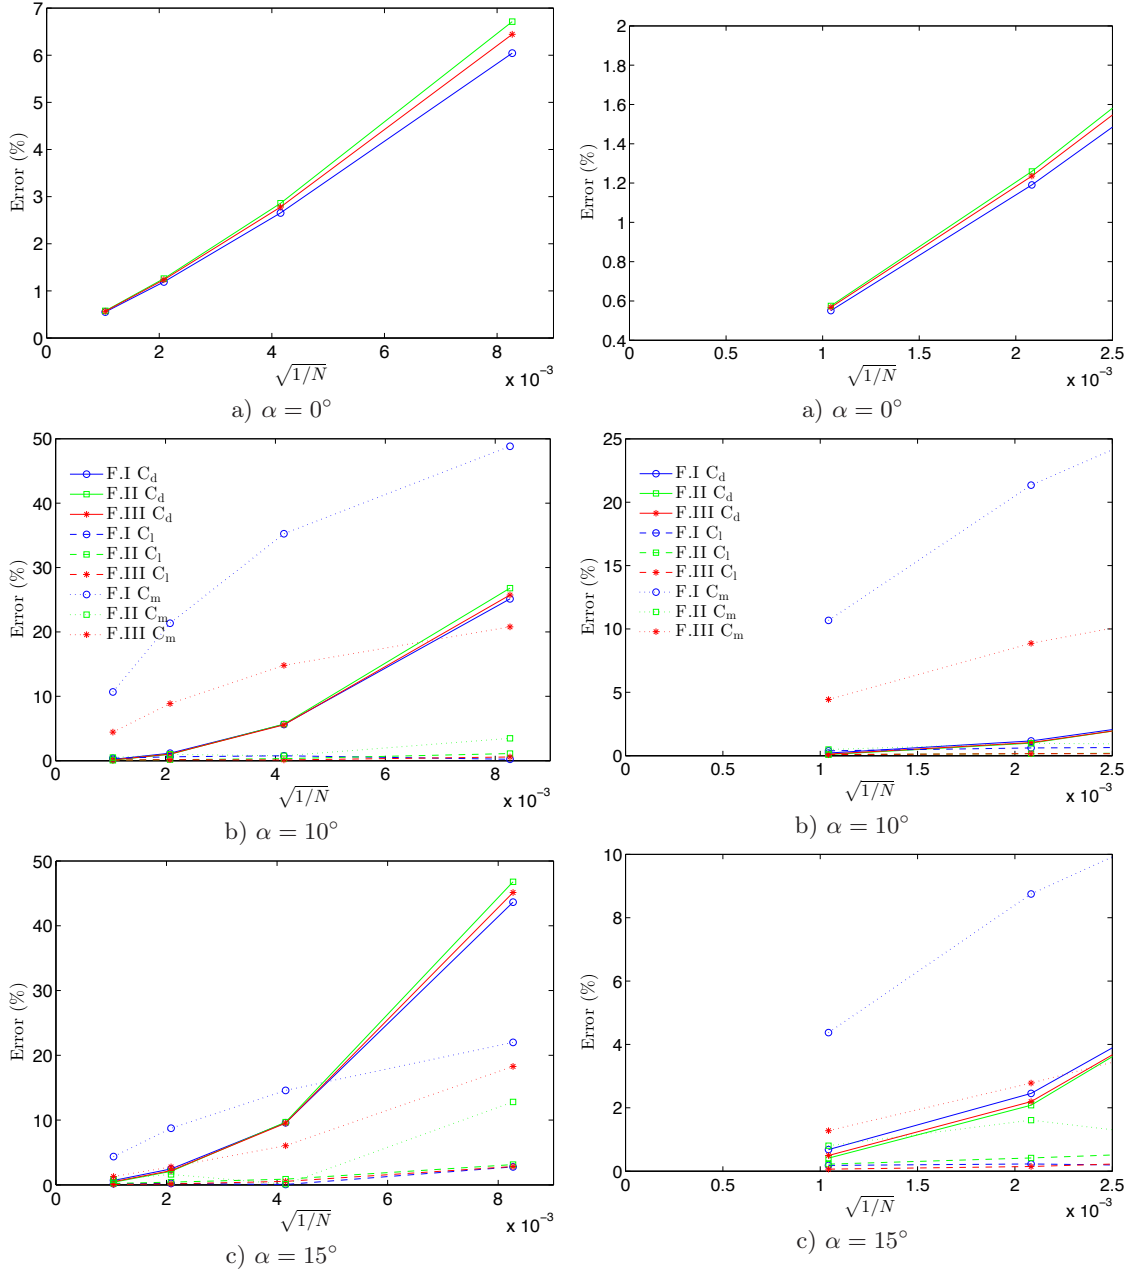 7
6
5
4
3
2
1
0
Error (%)
0 2 4 6 8
√1/N
x 10⁻³
a) α = 0°
2
1.8
1.6
1.4
1.2
1
0.8
0.6
0.4
Error (%)
0 0.5 1 1.5 2 2.5
√1/N
x 10⁻³
a) α = 0°
50
40
30
20
10
0
Error (%)
F.I C_d
F.II C_d
F.III C_d
F.I C_l
F.II C_l
F.III C_l
F.I C_m
F.II C_m
F.III C_m
0 2 4 6 8
√1/N
x 10⁻³
b) α = 10°
25
20
15
10
5
0
Error (%)
F.I C_d
F.II C_d
F.III C_d
F.I C_l
F.II C_l
F.III C_l
F.I C_m
F.II C_m
F.III C_m
0 0.5 1 1.5 2 2.5
√1/N
x 10⁻³
b) α = 10°
50
40
30
20
10
0
Error (%)
0 2 4 6 8
√1/N
x 10⁻³
c) α = 15°
10
8
6
4
2
0
Error (%)
0 0.5 1 1.5 2 2.5
√1/N
x 10⁻³
c) α = 15°